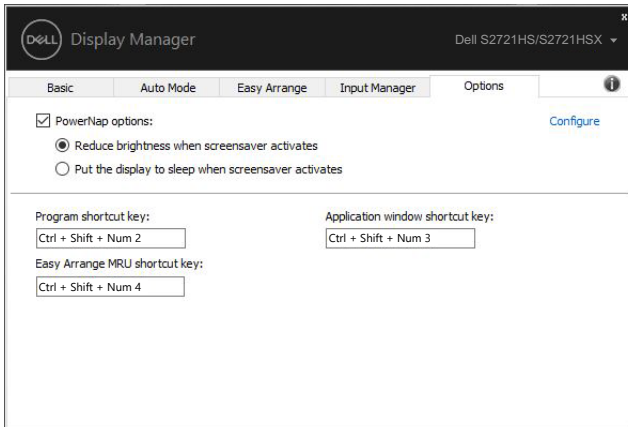 x
DELL Display Manager
Dell S2721HS/S2721HSX
Basic Auto Mode Easy Arrange Input Manager Options i
PowerNap options: Configure
Reduce brightness when screensaver activates
Put the display to sleep when screensaver activates
Program shortcut key: Application window shortcut key:
Ctrl + Shift + Num 2 Ctrl + Shift + Num 3
Easy Arrange MRU shortcut key:
Ctrl + Shift + Num 4